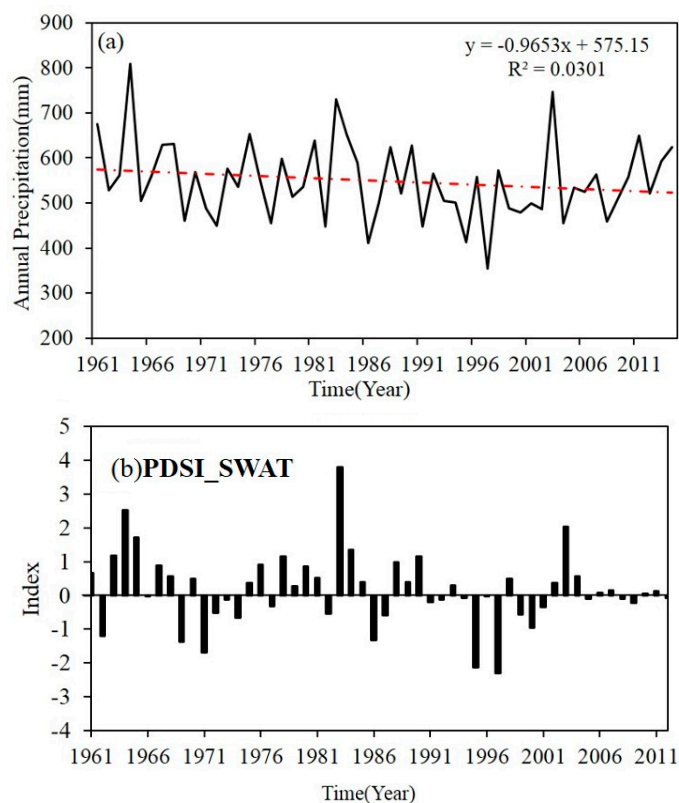 (a)
y = -0.9653x + 575.15
R² = 0.0301
Annual Precipitation(mm)
900
800
700
600
500
400
300
200
1961 1966 1971 1976 1981 1986 1991 1996 2001 2006 2011
Time(Year)
(b)PDSI_SWAT
Index
5
4
3
2
1
0
-1
-2
-3
-4
1961 1966 1971 1976 1981 1986 1991 1996 2001 2006 2011
Time(Year)